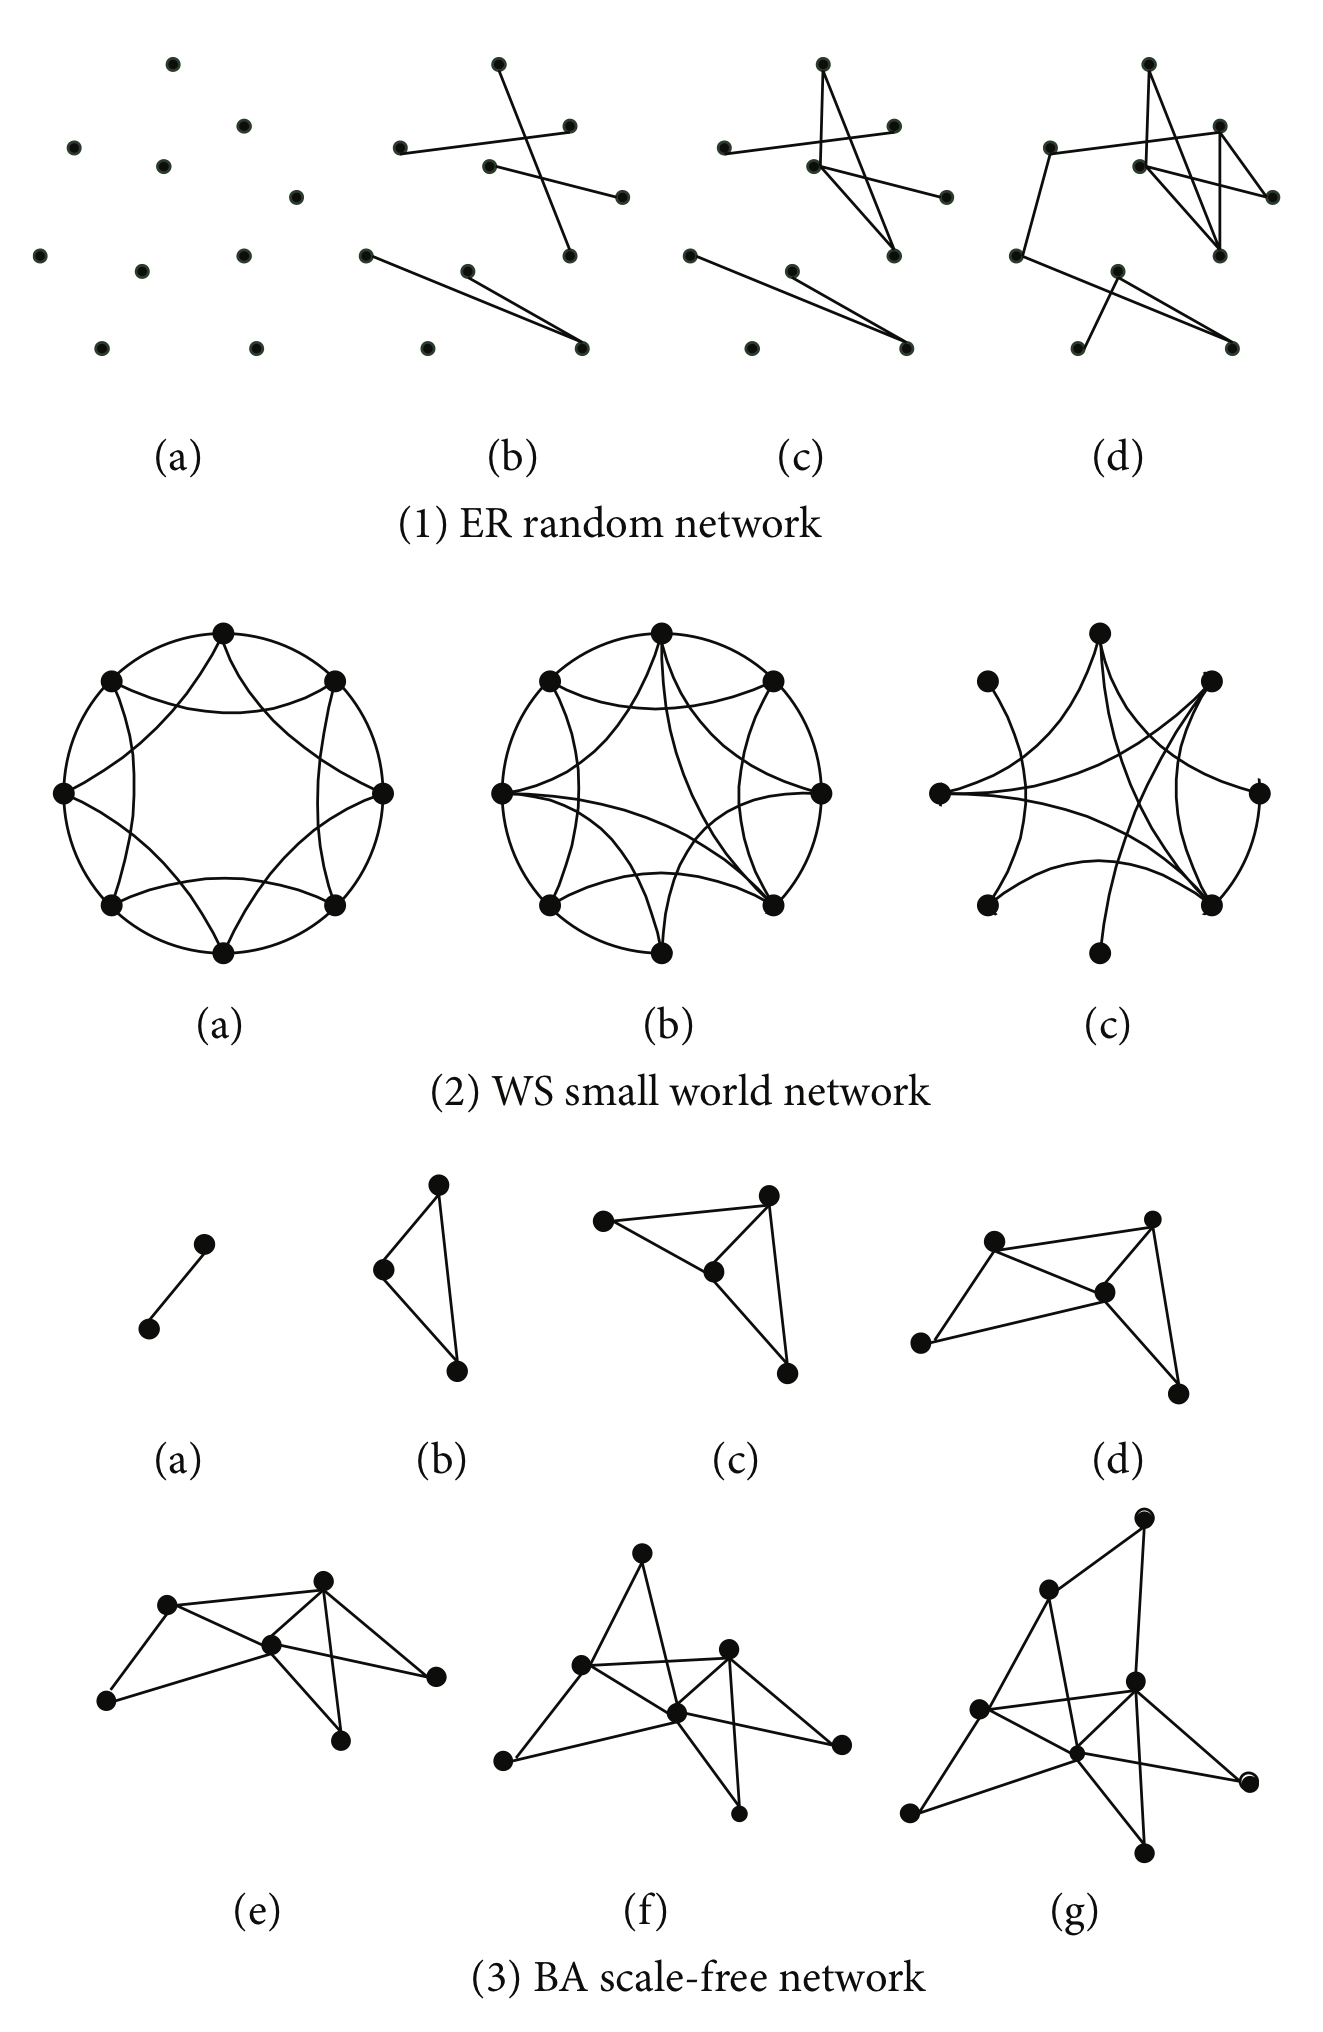 (a) (b) (c) (d)
(1) ER random network
(a) (b) (c)
(2) WS small world network
(a) (b) (c) (d)
(e) (f) (g)
(3) BA scale-free network